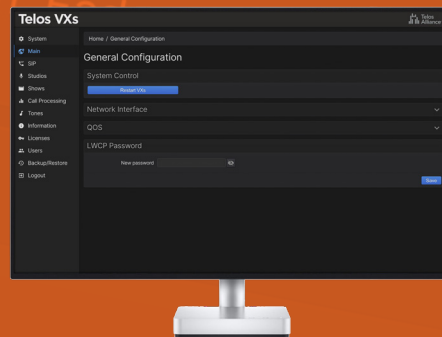 Telos VXs
Telos
Alliance
System
Main
SIP
Studios
Shows
Call Processing
Tones
Information
Licenses
Users
Backup/Restore
Logout
Home / General Configuration
General Configuration
System Control
Restart VXs
Network Interface
QOS
LWCP Password
New password
Save